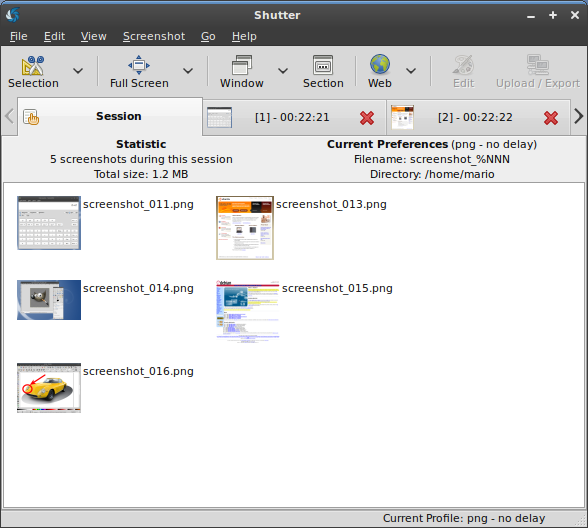 Shutter
File Edit View Screenshot Go Help
Selection Full Screen Window Section Web Edit Upload / Export
Session [1] - 00:22:21 [2] - 00:22:22
Statistic
5 screenshots during this session
Total size: 1.2 MB
Current Preferences (png - no delay)
Filename: screenshot_%NNN
Directory: /home/mario
screenshot_011.png screenshot_013.png
screenshot_014.png screenshot_015.png
screenshot_016.png
Current Profile: png - no delay